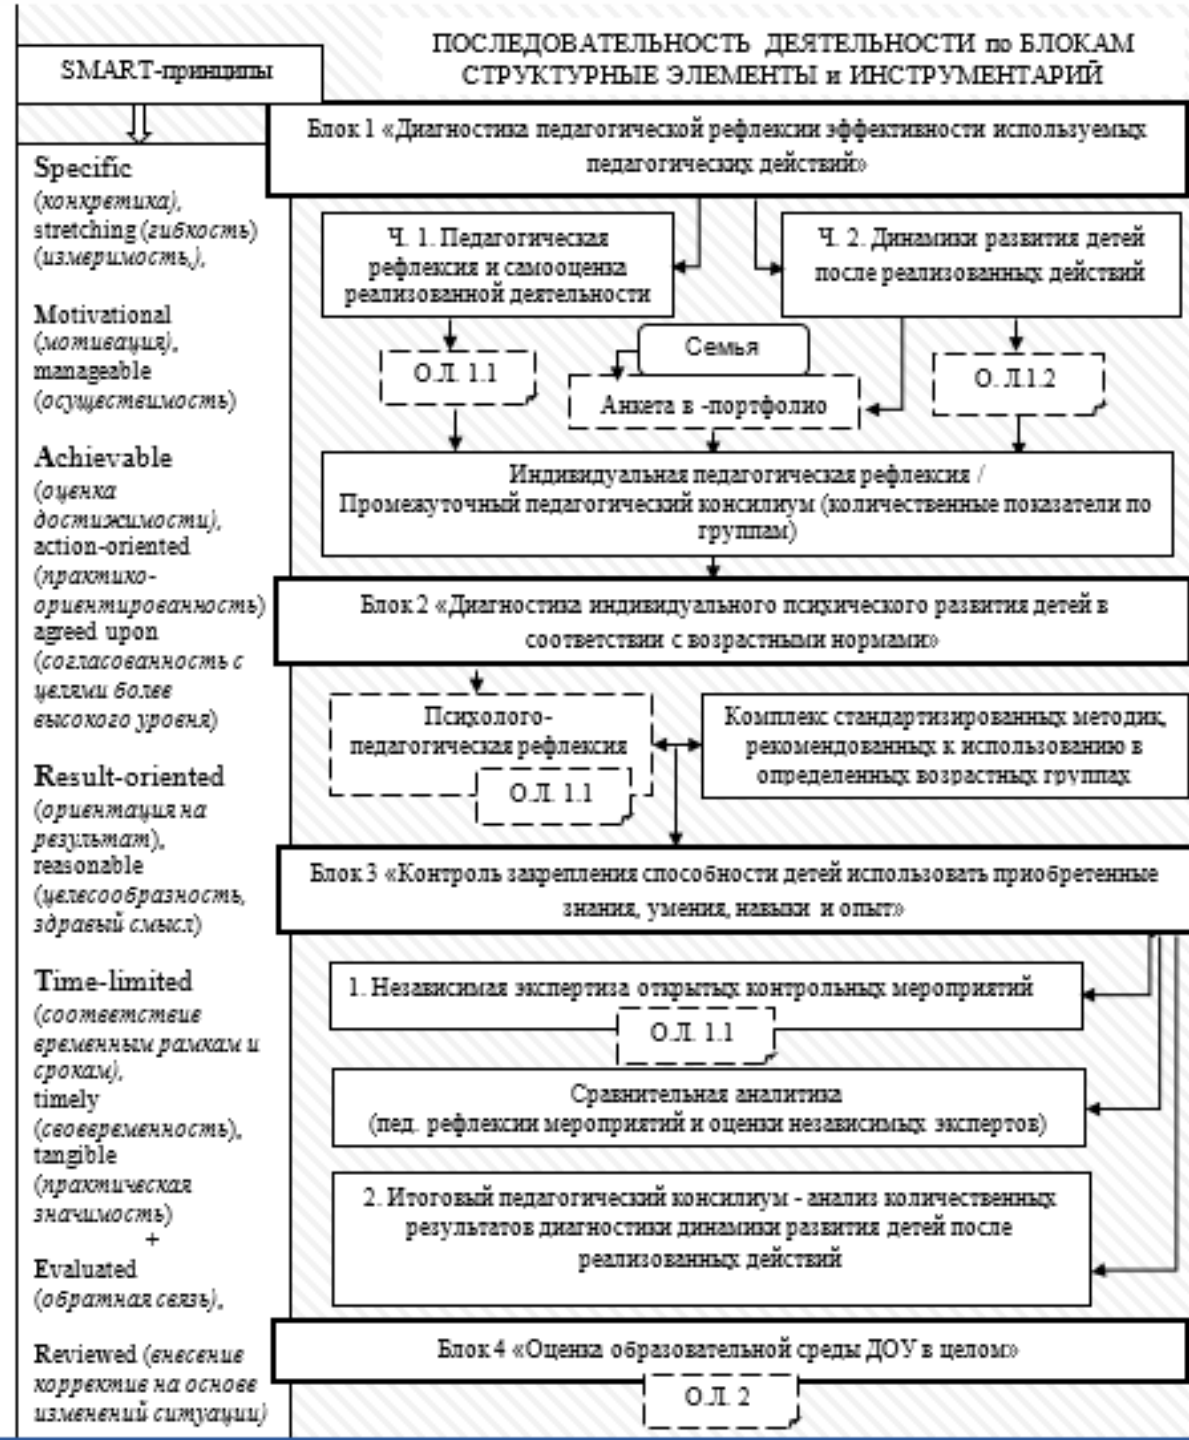 ПОСЛЕДОВАТЕЛЬНОСТЬ ДЕЯТЕЛЬНОСТИ по БЛОКАМ
СТРУКТУРНЫЕ ЭЛЕМЕНТЫ и ИНСТРУМЕНТАРИЙ
SMART-принципы
Specific
(конкретика),
stretching (гибкость)
(измеримость,),
Motivational
(мотивация),
manageable
(осуществимость)
Achievable
(оценка
достижимости),
action-oriented
(практико-
ориентированность)
agreed upon
(согласованность с
целями более
высокого уровня)
Result-oriented
(ориентация на
результат),
reasonable
(целесообразность,
здравый смысл)
Time-limited
(соответствие
временным рамкам и
срокам),
timely
(своевременность),
tangible
(практическая
значимость)
+
Evaluated
(обратная связь),
Reviewed (внесение
корректив на основе
изменений ситуации)
Блок 1 «Диагностика педагогической рефлексии эффективности используемых
педагогических действий»
Ч. 1. Педагогическая
рефлексия и самооценка
реализованной деятельности
Ч. 2. Динамики развития детей
после реализованных действий
Семья
О.Л. 1.1
Анкета в -портфолио
О. Л.1.2
Индивидуальная педагогическая рефлексия /
Промежуточный педагогический консилиум (количественные показатели по
группам)
Блок 2 «Диагностика индивидуального психического развития детей в
соответствии с возрастными нормами»
Психолого-
педагогическая рефлексия
О.Л. 1.1
Комплекс стандартизированных методик,
рекомендованных к использованию в
определенных возрастных группах
Блок 3 «Контроль закрепления способности детей использовать приобретенные
знания, умения, навыки и опыт»
1. Независимая экспертиза открытых контрольных мероприятий
О.Л. 1.1
Сравнительная аналитика
(пед. рефлексии мероприятий и оценки независимых экспертов)
2. Итоговый педагогический консилиум - анализ количественных
результатов диагностики динамики развития детей после
реализованных действий
Блок 4 «Оценка образовательной среды ДОУ в целом»
О.Л. 2